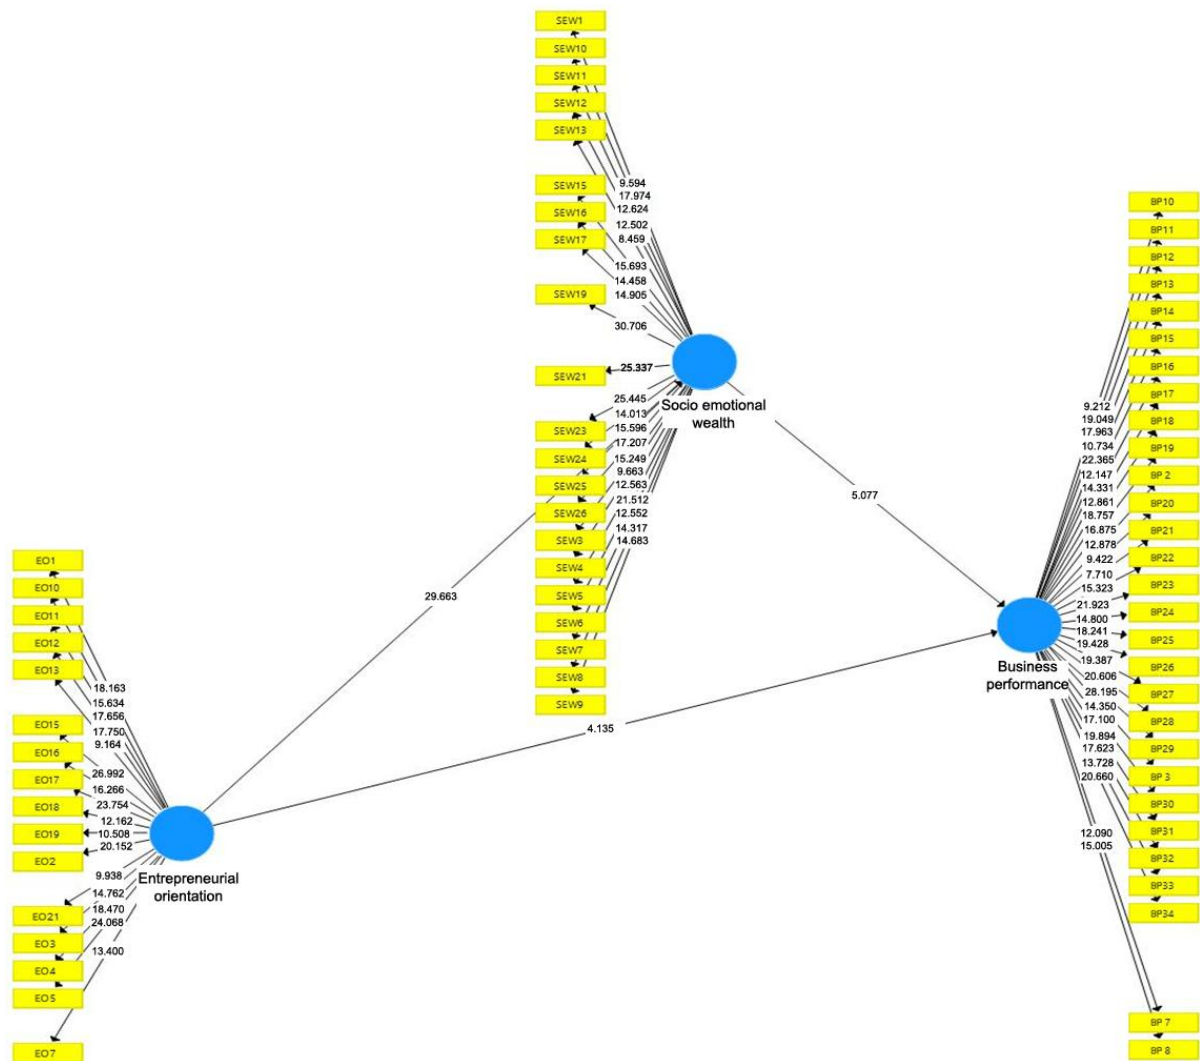 SEW1
SEW10
SEW11
SEW12
SEW13
SEW15
SEW16
SEW17
SEW19
SEW21
SEW23
SEW24
SEW25
SEW26
SEW3
SEW4
SEW5
SEW6
SEW7
SEW8
SEW9
9.594
17.974
12.624
12.502
8.459
15.693
14.458
14.905
30.706
25.337
25.445
14.013
15.596
17.207
15.249
9.663
12.563
21.512
12.552
14.317
14.683
Socio emotional
wealth
5.077
29.663
4.135
EO1
EO10
EO11
EO12
EO13
EO15
EO16
EO17
EO18
EO19
EO2
EO21
EO3
EO4
EO5
EO7
18.163
15.634
17.656
17.750
9.164
26.992
16.266
23.754
12.162
10.508
20.152
9.938
14.762
18.470
24.068
13.400
Entrepreneurial
orientation
9.212
19.049
17.963
10.734
22.365
12.147
14.331
12.861
18.757
16.875
12.878
9.422
7.710
15.323
21.923
14.800
18.241
19.428
19.387
20.606
28.195
14.350
17.100
19.894
17.623
13.728
20.660
12.090
15.005
Business
performance
BP10
BP11
BP12
BP13
BP14
BP15
BP16
BP17
BP18
BP19
BP 2
BP20
BP21
BP22
BP23
BP24
BP25
BP26
BP27
BP28
BP29
BP 3
BP30
BP31
BP32
BP33
BP34
BP 7
BP 8